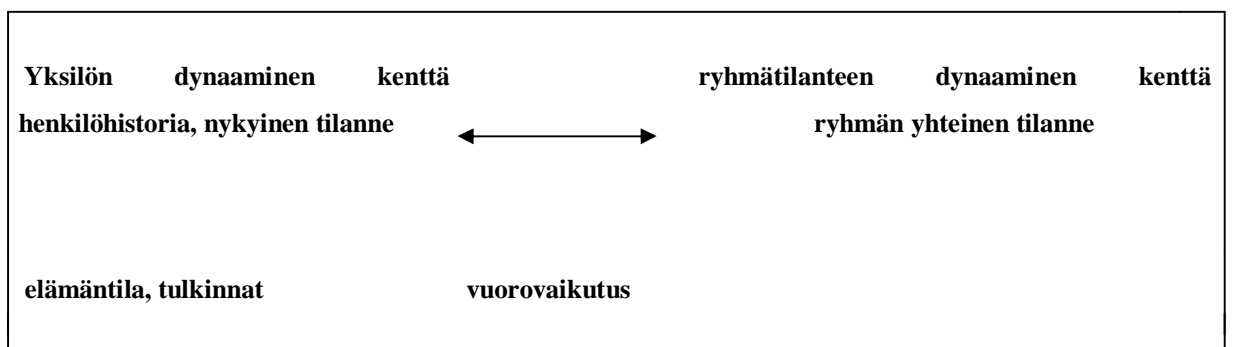 Yksilön dynaaminen kenttä ryhmätilanteen dynaaminen kenttä
henkilöhistoria, nykyinen tilanne ryhmän yhteinen tilanne
elämäntila, tulkinnat vuorovaikutus